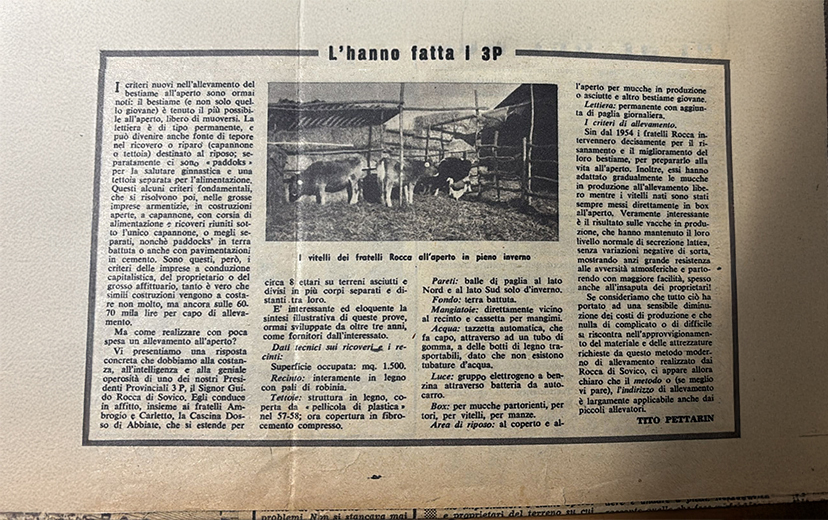 L'hanno fatta i 3P
I criteri nuovi nell'allevamento del
bestiame all'aperto sono ormai
noti: il bestiame (e non solo quel-
lo giovane) è tenuto il più possibi-
le all'aperto, libero di muoversi. La
lettiera è di tipo permanente, e
può divenire anche fonte di tepore
nel ricovero o riparo (capannone
o tettoia) destinato al riposo; se-
paratamente ci sono «paddoks»
per la salutare ginnastica e una
tettoia separata per l'alimentazione.
Questi alcuni criteri fondamentali,
che si risolvono poi, nelle grosse
imprese armentizie, in costruzioni
aperte, a capannone, con corsia di
alimentazione e ricoveri riuniti sot-
to l'unico capannone, o megli se-
parati, nonchè paddocks' in terra
battuta o anche con pavimentazioni
in cemento. Sono questi, però, i
criteri delle imprese a conduzione
capitalistica, del proprietario o del
grosso affittuario, tanto è vero che
simili costruzioni vengono a costa-
re non molto, ma ancora sulle 60-
70 mila lire per capo di alleva-
mento.
Ma come realizzare con poca
spesa un allevamento all'aperto?
Vi presentiamo una risposta
concreta che dobbiamo alla costan-
za, all'intelligenza e alla geniale
operosità di uno dei nostri Presi-
denti Provinciali 3 P, il Signor Gui-
do Rocca di Sovico. Egli conduce
in affitto, insieme ai fratelli Am-
brogio e Carletto, la Cascina Dos-
so di Abbiate, che si estende per
I vitelli dei fratelli Rocca all'aperto in pieno inverno
circa 8 ettari su terreni asciutti e
divisi in più corpi separati e di-
stanti tra loro.
E' interessante ed eloquente la
sintesi illustrativa di queste prove,
ormai sviluppate da oltre tre anni,
come fornitori dall'interessato.
Dati tecnici sui ricoveri e i re-
cinti:
Superficie occupata: mq. 1.500.
Recinto: interamente in legno
con pali di robinia.
Tettoie: struttura in legno, co-
perta da «pellicola di plastica»
nel 57-58; ora copertura in fibro-
cemento compresso.
Pareti: balle di paglia al lato
Nord e al lato Sud solo d'inverno.
Fondo: terra battuta.
Mangiatoie: direttamente vicino
al recinto e cassetta per mangimi.
Acqua: tazzetta automatica, che
fa capo, attraverso ad un tubo di
gomma, a delle botti di legno tra-
sportabili, dato che non esistono
tubature d'acqua.
Luce: gruppo elettrogeno a ben-
zina attraverso batteria da auto-
carro.
Box: per mucche partorienti, per
tori, per vitelli, per manze.
Area di riposo: al coperto e al-
l'aperto per mucche in produzione
o asciutte e altro bestiame giovane.
Lettiera: permanente con aggiun-
ta di paglia giornaliera.
I criteri di allevamento.
Sin dal 1954 i fratelli Rocca in-
tervennero decisamente per il ri-
sanamento e il miglioramento del
loro bestiame, per prepararlo alla
vita all'aperto. Inoltre, essi hanno
adattato gradualmente le mucche
in produzione all'allevamento libe-
ro mentre i vitelli nati sono stati
sempre messi direttamente in box
all'aperto. Veramente interessante
è il risultato sulle vacche in produ-
zione, che hanno mantenuto il loro
livello normale di secrezione lattea,
senza variazioni negative di sorta,
mostrando anzi grande resistenza
alle avversità atmosferiche e parto-
rendo con maggiore facilità, spesso
anche all'insaputa dei proprietari!
Se consideriamo che tutto ciò ha
portato ad una sensibile diminu-
zione dei costi di produzione e che
nulla di complicato o di difficile
si riscontra nell'approvvigionamen-
to del materiale e delle attrezzature
richieste da questo metodo moder-
no di allevamento realizzato dai
Rocca di Sovico, ci appare allora
chiaro che il metodo o (se meglio
vi pare), l'indirizzo di allevamento
è largamente applicabile anche dai
piccoli allevatori.
TITO PETTARIN
problemi. Non si stancava mai
e proprietari del terreno su cui